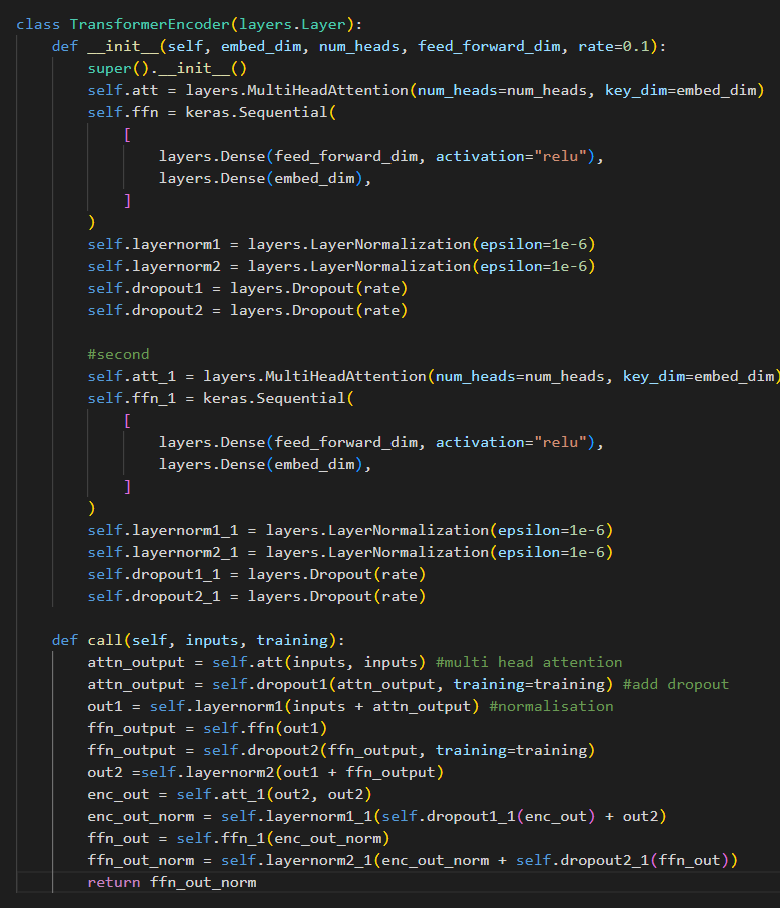 class TransformerEncoder(layers.Layer):
    def __init__(self, embed_dim, num_heads, feed_forward_dim, rate=0.1):
        super().__init__()
        self.att = layers.MultiHeadAttention(num_heads=num_heads, key_dim=embed_dim)
        self.ffn = keras.Sequential(
            [
                layers.Dense(feed_forward_dim, activation="relu"),
                layers.Dense(embed_dim),
            ]
        )
        self.layernorm1 = layers.LayerNormalization(epsilon=1e-6)
        self.layernorm2 = layers.LayerNormalization(epsilon=1e-6)
        self.dropout1 = layers.Dropout(rate)
        self.dropout2 = layers.Dropout(rate)

        #second
        self.att_1 = layers.MultiHeadAttention(num_heads=num_heads, key_dim=embed_dim)
        self.ffn_1 = keras.Sequential(
            [
                layers.Dense(feed_forward_dim, activation="relu"),
                layers.Dense(embed_dim),
            ]
        )
        self.layernorm1_1 = layers.LayerNormalization(epsilon=1e-6)
        self.layernorm2_1 = layers.LayerNormalization(epsilon=1e-6)
        self.dropout1_1 = layers.Dropout(rate)
        self.dropout2_1 = layers.Dropout(rate)

    def call(self, inputs, training):
        attn_output = self.att(inputs, inputs) #multi head attention
        attn_output = self.dropout1(attn_output, training=training) #add dropout
        out1 = self.layernorm1(inputs + attn_output) #normalisation
        ffn_output = self.ffn(out1)
        ffn_output = self.dropout2(ffn_output, training=training)
        out2 =self.layernorm2(out1 + ffn_output)
        enc_out = self.att_1(out2, out2)
        enc_out_norm = self.layernorm1_1(self.dropout1_1(enc_out) + out2)
        ffn_out = self.ffn_1(enc_out_norm)
        ffn_out_norm = self.layernorm2_1(enc_out_norm + self.dropout2_1(ffn_out))
        return ffn_out_norm